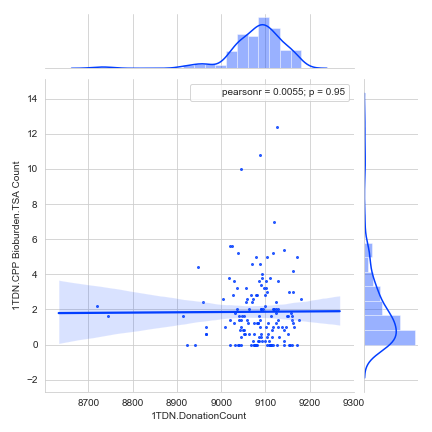 pearsonr = 0.0055; p = 0.95
14
12
10
8
6
4
2
0
−2
1TDN.CPP Bioburden.TSA Count
8700 8800 8900 9000 9100 9200 9300
1TDN.DonationCount